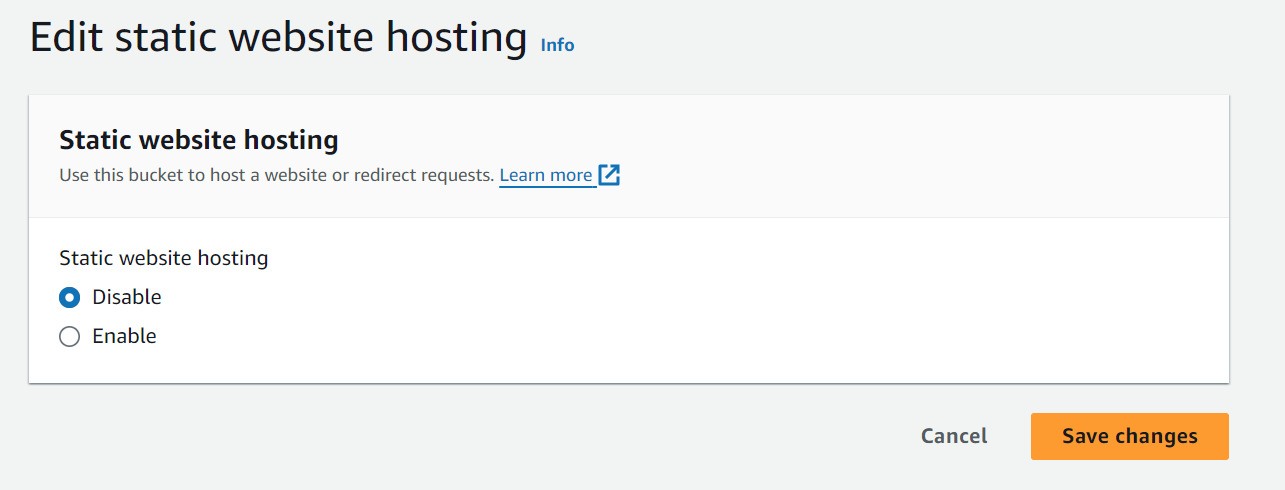 Edit static website hosting Info
Static website hosting
Use this bucket to host a website or redirect requests. Learn more
Static website hosting
Disable
Enable
Cancel Save changes